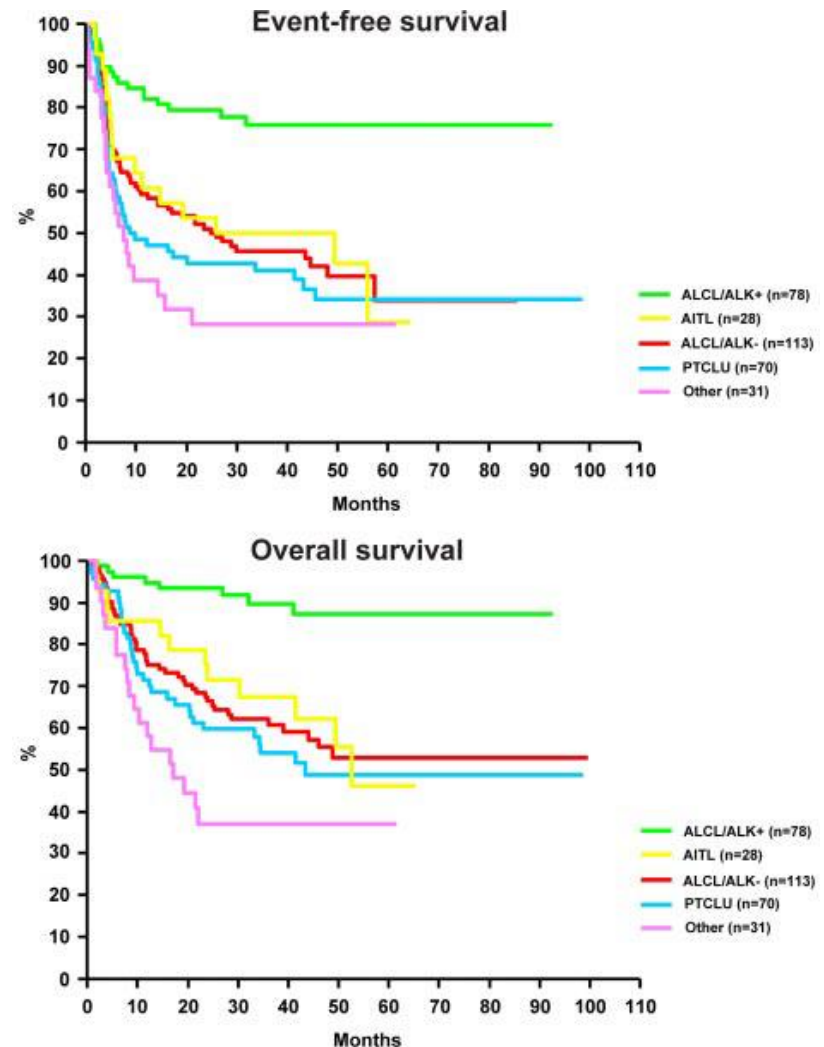 Event-free survival
100
90
80
70
60
50
40
30
20
10
0
%
0 10 20 30 40 50 60 70 80 90 100 110
Months
ALCL/ALK+ (n=78)
AITL (n=28)
ALCL/ALK- (n=113)
PTCLU (n=70)
Other (n=31)
Overall survival
100
90
80
70
60
50
40
30
20
10
0
%
0 10 20 30 40 50 60 70 80 90 100 110
Months
ALCL/ALK+ (n=78)
AITL (n=28)
ALCL/ALK- (n=113)
PTCLU (n=70)
Other (n=31)